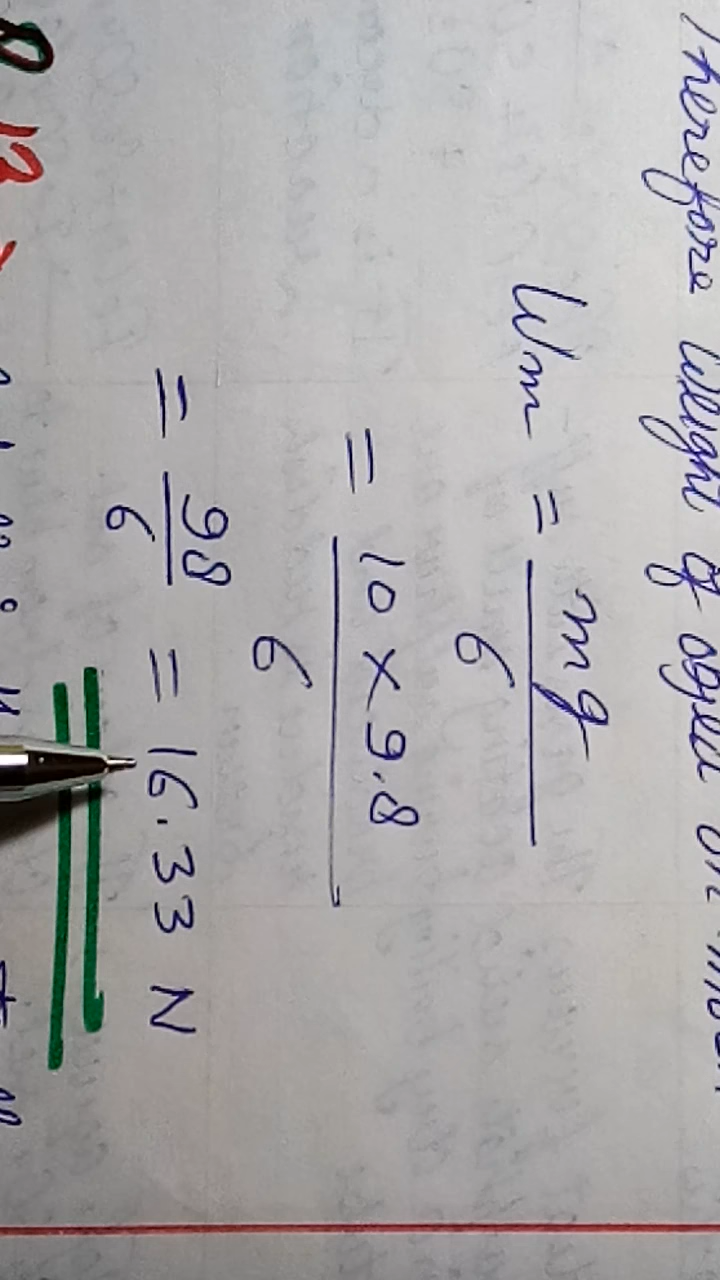 Therefore Weight of object on moon
Wm = mg / 6
= 10 × 9.8 / 6
= 98 / 6 = 16.33 N